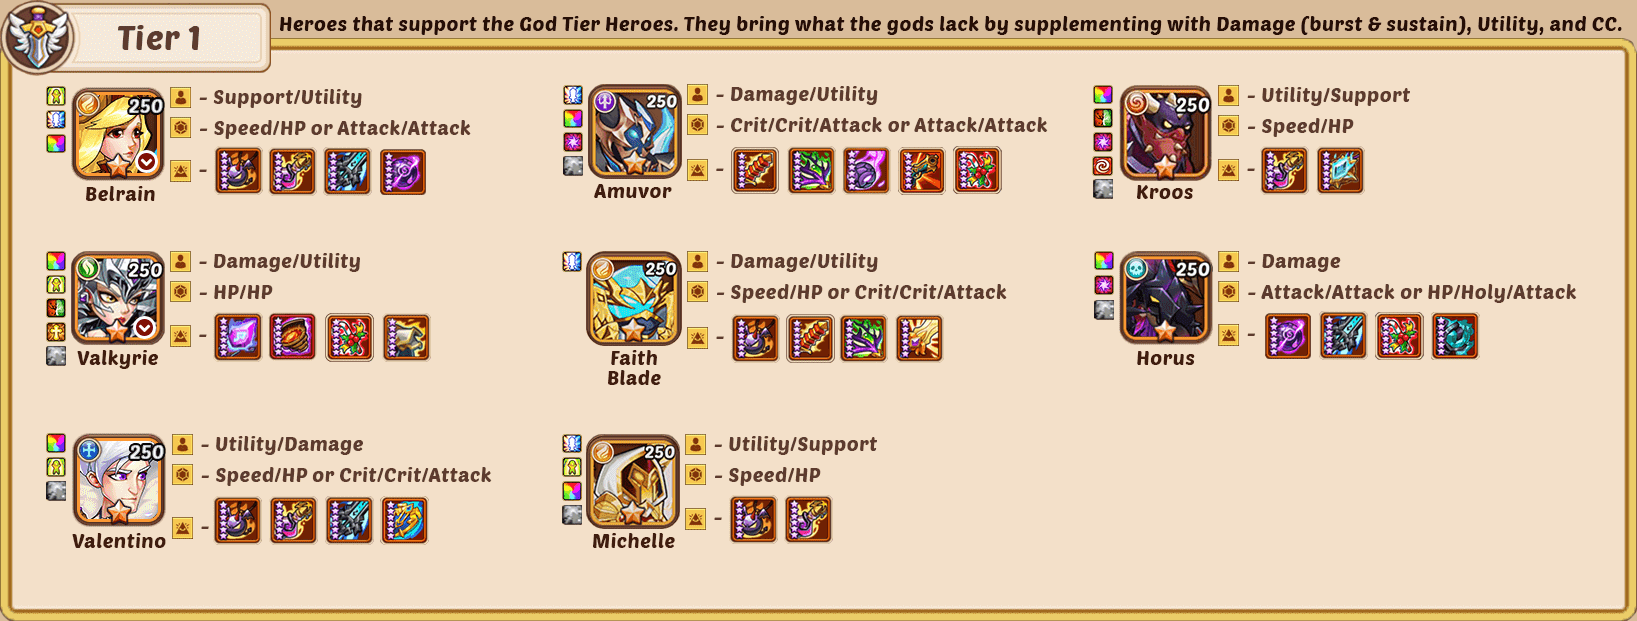 Tier 1
Heroes that support the God Tier Heroes. They bring what the gods lack by supplementing with Damage (burst & sustain), Utility, and CC.
250
- Support/Utility
- Speed/HP or Attack/Attack
-
Belrain
250
- Damage/Utility
- Crit/Crit/Attack or Attack/Attack
-
Amuvor
250
- Utility/Support
- Speed/HP
-
Kroos
250
- Damage/Utility
- HP/HP
-
Valkyrie
250
- Damage/Utility
- Speed/HP or Crit/Crit/Attack
-
Faith
Blade
250
- Damage
- Attack/Attack or HP/Holy/Attack
-
Horus
250
- Utility/Damage
- Speed/HP or Crit/Crit/Attack
-
Valentino
250
- Utility/Support
- Speed/HP
-
Michelle